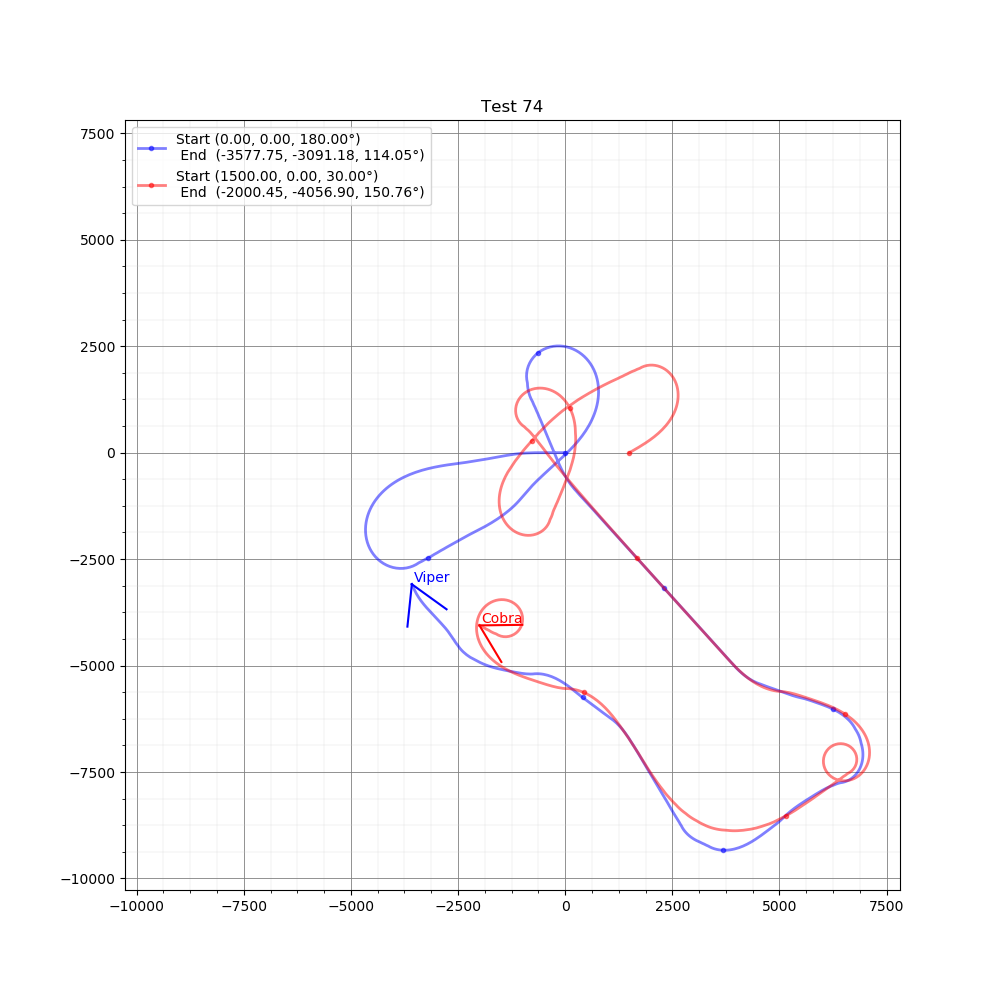 Test 74
Start (0.00, 0.00, 180.00°)
End (-3577.75, -3091.18, 114.05°)
Start (1500.00, 0.00, 30.00°)
End (-2000.45, -4056.90, 150.76°)
7500
5000
2500
0
−2500
−5000
−7500
−10000
Viper
Cobra
−10000 −7500 −5000 −2500 0 2500 5000 7500